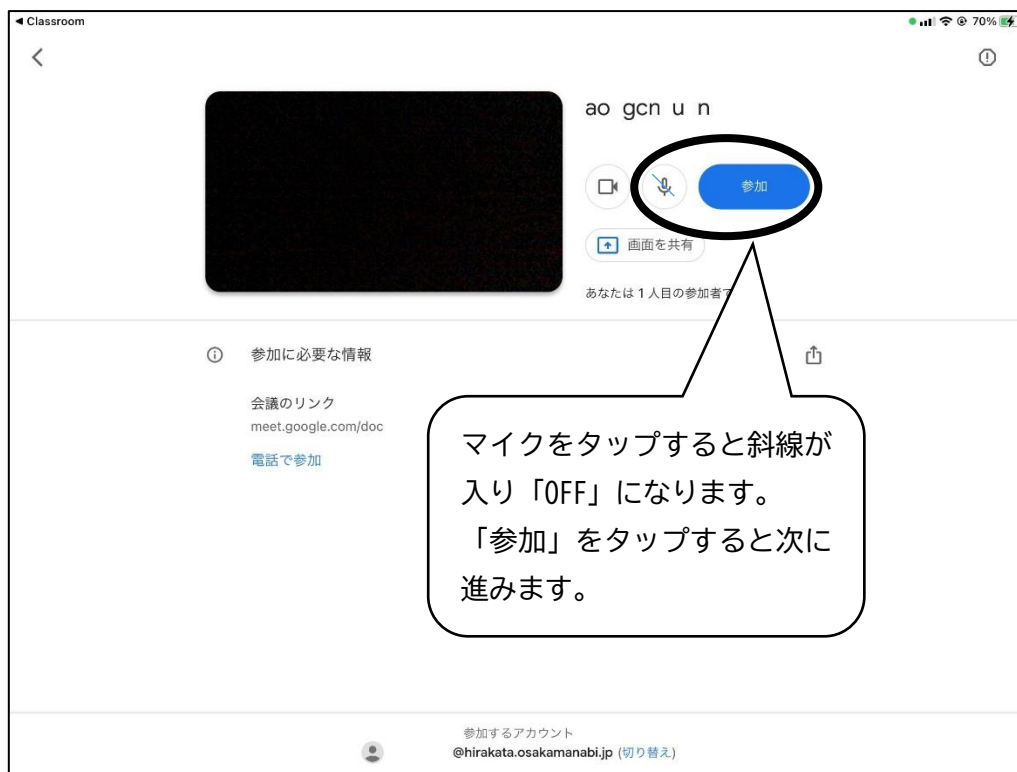 Classroom
70%
ao gcn u n
参加
画面を共有
あなたは 1 人目の参加者で
参加に必要な情報
会議のリンク
meet.google.com/doc
電話で参加
マイクをタップすると斜線が
入り「OFF」になります。
「参加」をタップすると次に
進みます。
参加するアカウント
@hirakata.osakamanabi.jp (切り替え)